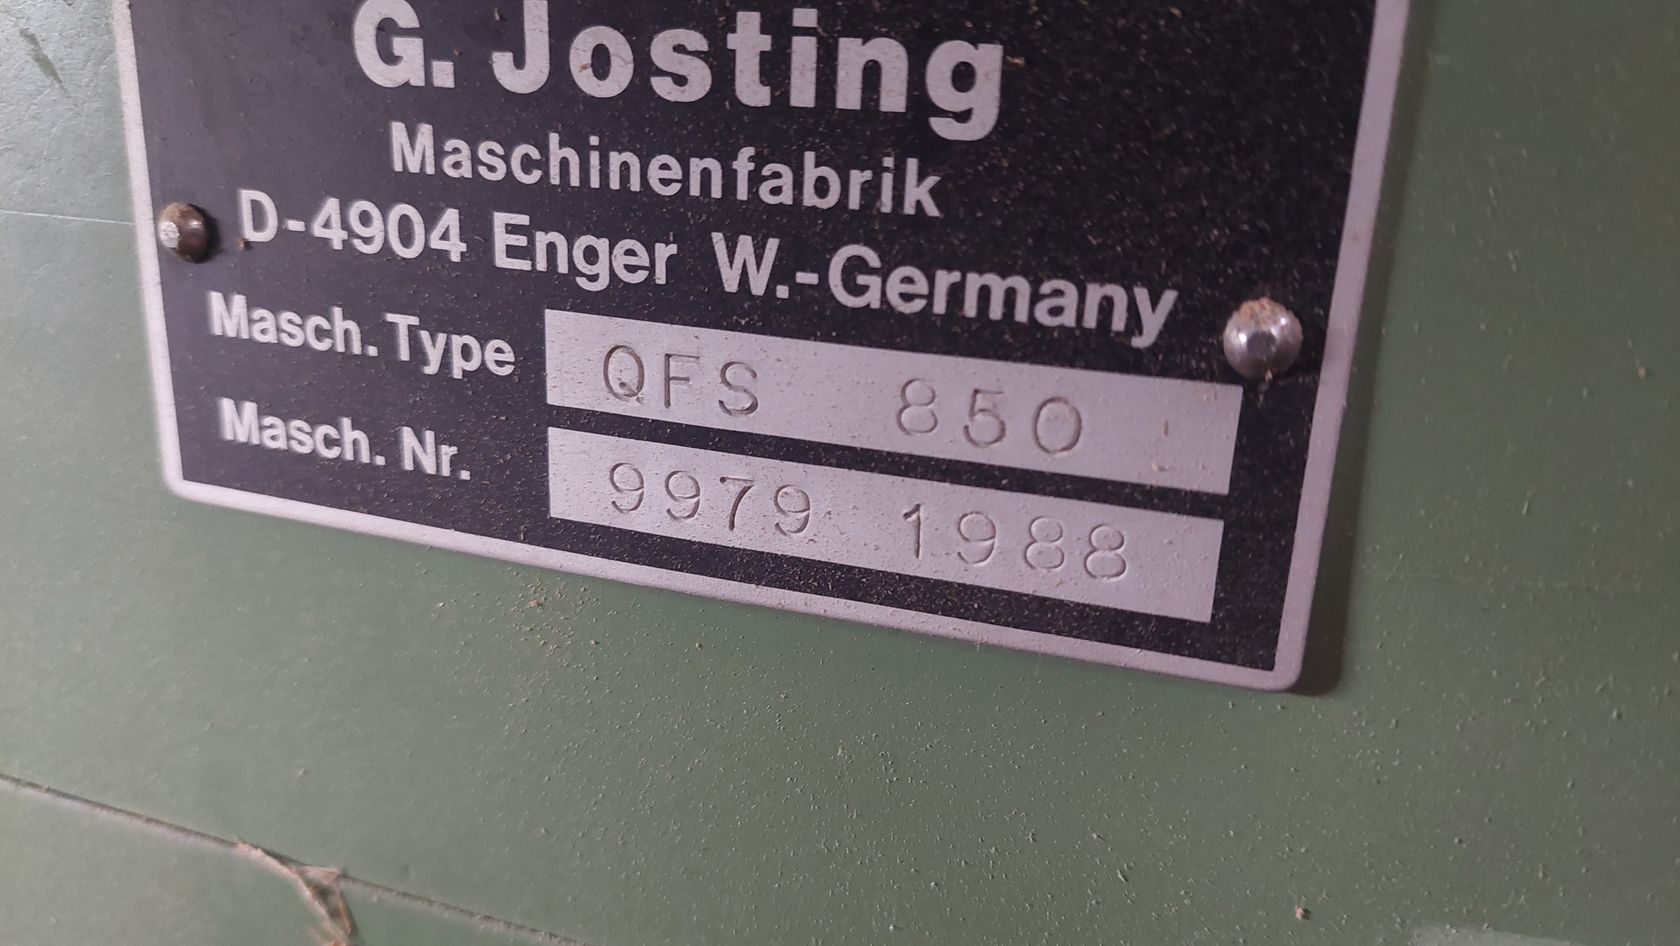 G. Josting
Maschinenfabrik
D-4904 Enger W.-Germany
Masch. Type QFS 850
Masch. Nr. 9979 1988